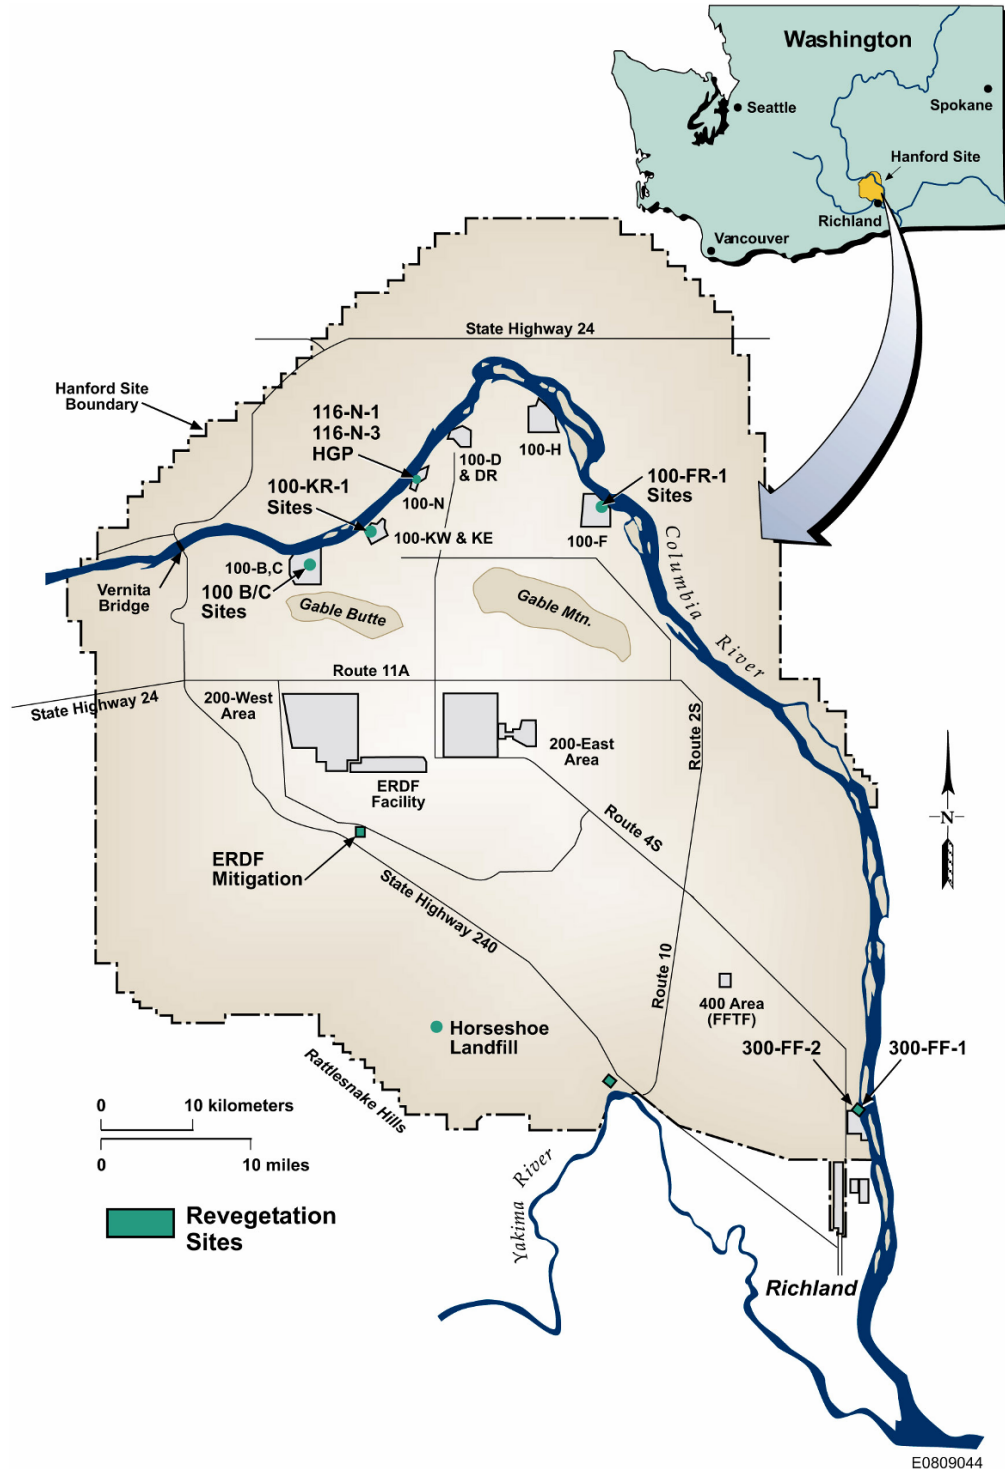 Washington
Seattle
Spokane
Hanford Site
Richland
Vancouver
State Highway 24
Hanford Site
Boundary
116-N-1
116-N-3
HGP
100-H
100-D
& DR
100-KR-1
Sites
100-N
100-FR-1
Sites
100-KW & KE
100-F
Columbia
River
100-B,C
Vernita
Bridge
100 B/C
Sites
Gable Butte
Gable Mtn.
Route 11A
State Highway 24
200-West
Area
200-East
Area
Route 2S
ERDF
Facility
Route 4S
N
ERDF
Mitigation
State Highway 240
Route 10
400 Area
(FFTF)
Horseshoe
Landfill
300-FF-2
300-FF-1
Rattlesnake Hills
0
10 kilometers
0
10 miles
Yakima River
Revegetation
Sites
Richland
E0809044